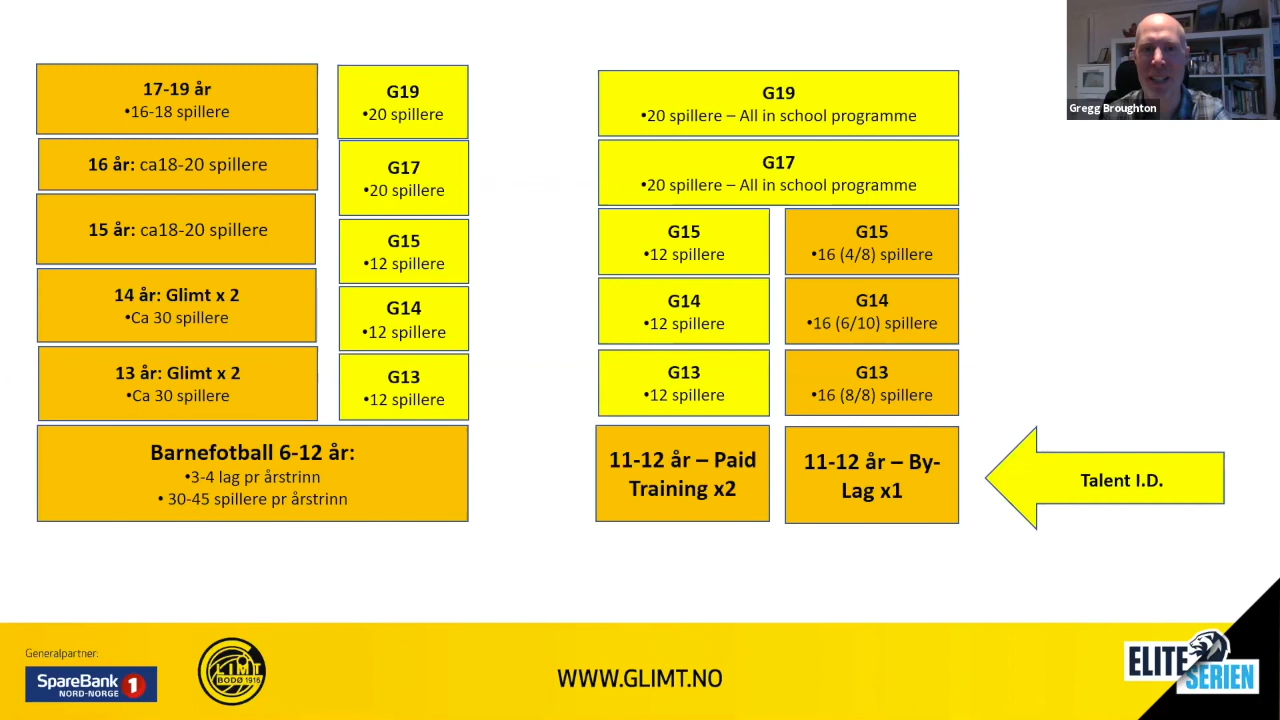 17-19 år
•16-18 spillere
16 år: ca18-20 spillere
15 år: ca18-20 spillere
14 år: Glimt x 2
•Ca 30 spillere
13 år: Glimt x 2
•Ca 30 spillere
G19
•20 spillere
G17
•20 spillere
G15
•12 spillere
G14
•12 spillere
G13
•12 spillere
Barnefotball 6-12 år:
•3-4 lag pr årstrinn
• 30-45 spillere pr årstrinn
G19
•20 spillere – All in school programme
G17
•20 spillere – All in school programme
G15
•12 spillere
G15
•16 (4/8) spillere
G14
•12 spillere
G14
•16 (6/10) spillere
G13
•12 spillere
G13
•16 (8/8) spillere
11-12 år – Paid
Training x2
11-12 år – By-
Lag x1
Talent I.D.
Gregg Broughton
Generalpartner:
SpareBank 1
NORD-NORGE
GLIMT
BODØ 1916
WWW.GLIMT.NO
ELITE
SERIEN